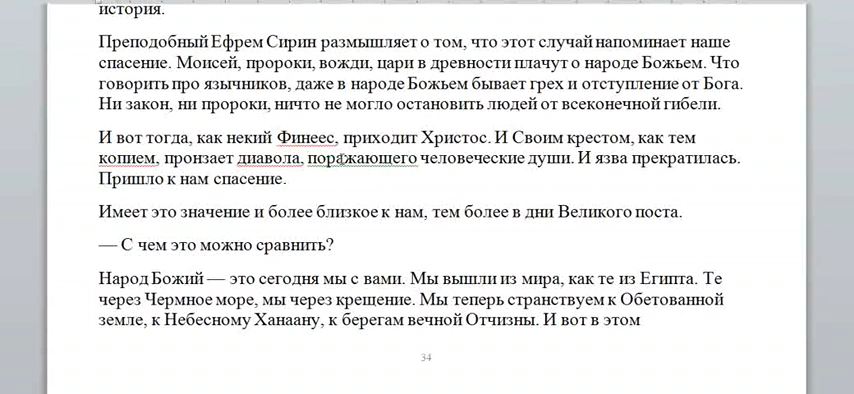 история.
Преподобный Ефрем Сирин размышляет о том, что этот случай напоминает наше
спасение. Моисей, пророки, вожди, цари в древности плачут о народе Божьем. Что
говорить про язычников, даже в народе Божьем бывает грех и отступление от Бога.
Ни закон, ни пророки, ничто не могло остановить людей от всеконечной гибели.
И вот тогда, как некий Финеес, приходит Христос. И Своим крестом, как тем
копием, пронзает диавола, поражающего человеческие души. И язва прекратилась.
Пришло к нам спасение.
Имеет это значение и более близкое к нам, тем более в дни Великого поста.
— С чем это можно сравнить?
Народ Божий — это сегодня мы с вами. Мы вышли из мира, как те из Египта. Те
через Чермное море, мы через крещение. Мы теперь странствуем к Обетованной
земле, к Небесному Ханаану, к берегам вечной Отчизны. И вот в этом
34